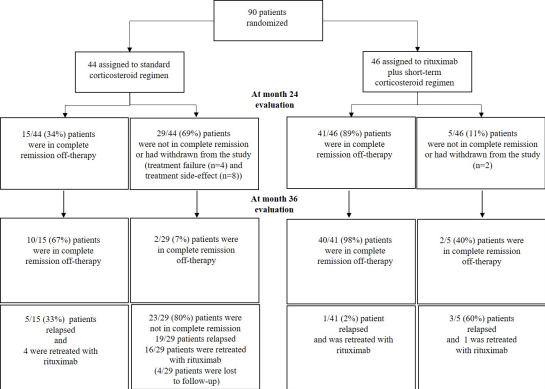 90 patients
randomized
44 assigned to standard
corticosteroid regimen
46 assigned to rituximab
plus short-term
corticosteroid regimen
At month 24
evaluation
15/44 (34%) patients
were in complete
remission off-therapy
29/44 (69%) patients
were not in complete remission
or had withdrawn from the study
(treatment failure (n=4) and
treatment side-effect (n=8))
41/46 (89%) patients
were in complete
remission off-therapy
5/46 (11%) patients
were not in complete remission
or had withdrawn from the study
(n=2)
At month 36
evaluation
10/15 (67%) patients
were in complete
remission off-therapy
2/29 (7%) patients were
in complete remission
off-therapy
40/41 (98%) patients
were in complete
remission off-therapy
2/5 (40%) patients were
in complete remission
off-therapy
5/15 (33%) patients
relapsed
and
4 were retreated with
rituximab
23/29 (80%) patients were
not in complete remission
19/29 patients relapsed
16/29 patients were retreated
with rituximab
(4/29 patients were lost
to follow-up)
1/41 (2%) patient
relapsed
and was retreated with
rituximab
3/5 (60%) patients
relapsed
and 1 was retreated with
rituximab